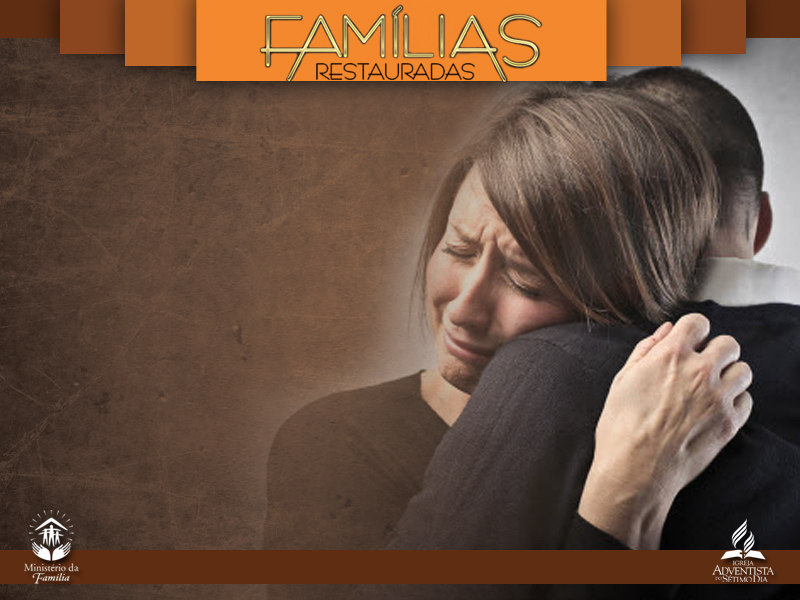 FAMÍLIAS
RESTAURADAS
Ministério da
Família
IGREJA
ADVENTISTA
DO SÉTIMO DIA